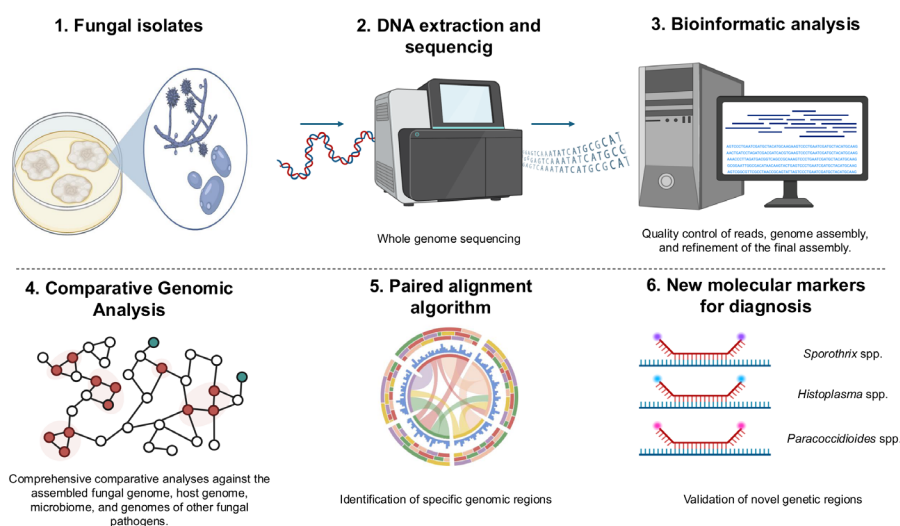 1. Fungal isolates
2. DNA extraction and
sequencig
3. Bioinformatic analysis
Whole genome sequencing
Quality control of reads, genome assembly,
and refinement of the final assembly.
4. Comparative Genomic
Analysis
5. Paired alignment
algorithm
6. New molecular markers
for diagnosis
Sporothrix spp.
Histoplasma spp.
Paracoccidioides spp.
Comprehensive comparative analyses against the
assembled fungal genome, host genome,
microbiome, and genomes of other fungal
pathogens.
Identification of specific genomic regions
Validation of novel genetic regions